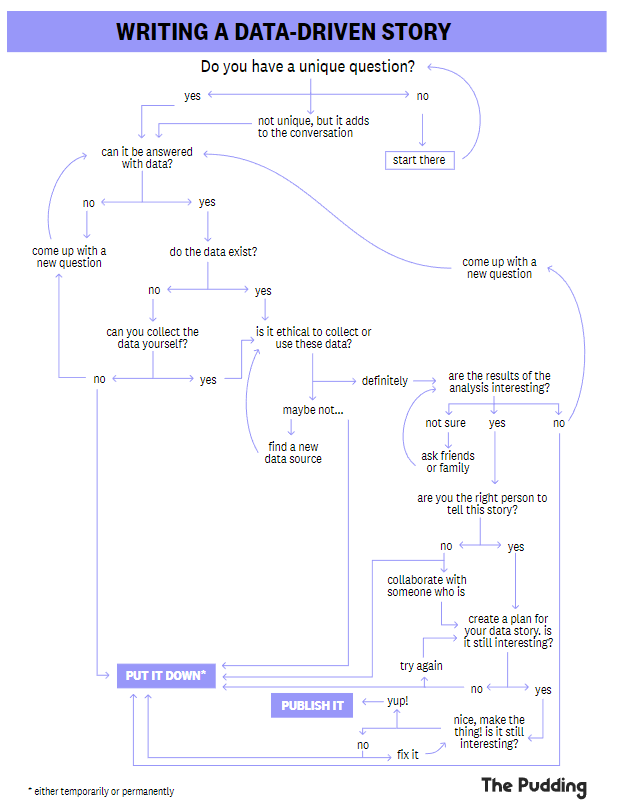 WRITING A DATA-DRIVEN STORY
Do you have a unique question?
yes
no
not unique, but it adds
to the conversation
start there
can it be answered
with data?
no
yes
come up with a
new question
do the data exist?
come up with a
new question
no
yes
can you collect the
data yourself?
is it ethical to collect or
use these data?
no
yes
definitely
are the results of the
analysis interesting?
maybe not...
not sure
yes
no
find a new
data source
ask friends
or family
are you the right person to
tell this story?
no
yes
collaborate with
someone who is
create a plan for
your data story. is
it still interesting?
try again
PUT IT DOWN*
no
yes
PUBLISH IT
yup!
nice, make the
thing! is it still
interesting?
no
fix it
* either temporarily or permanently
The Pudding